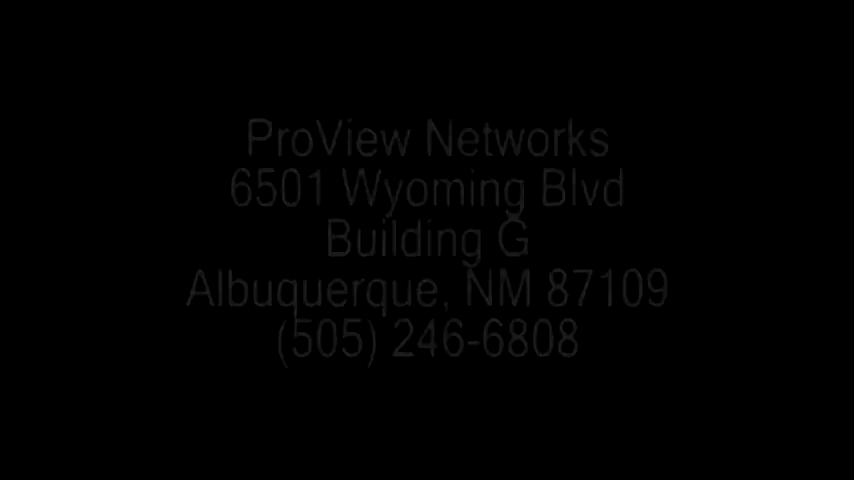 ProView Networks
6501 Wyoming Blvd
Building G
Albuquerque, NM 87109
(505) 246-6808